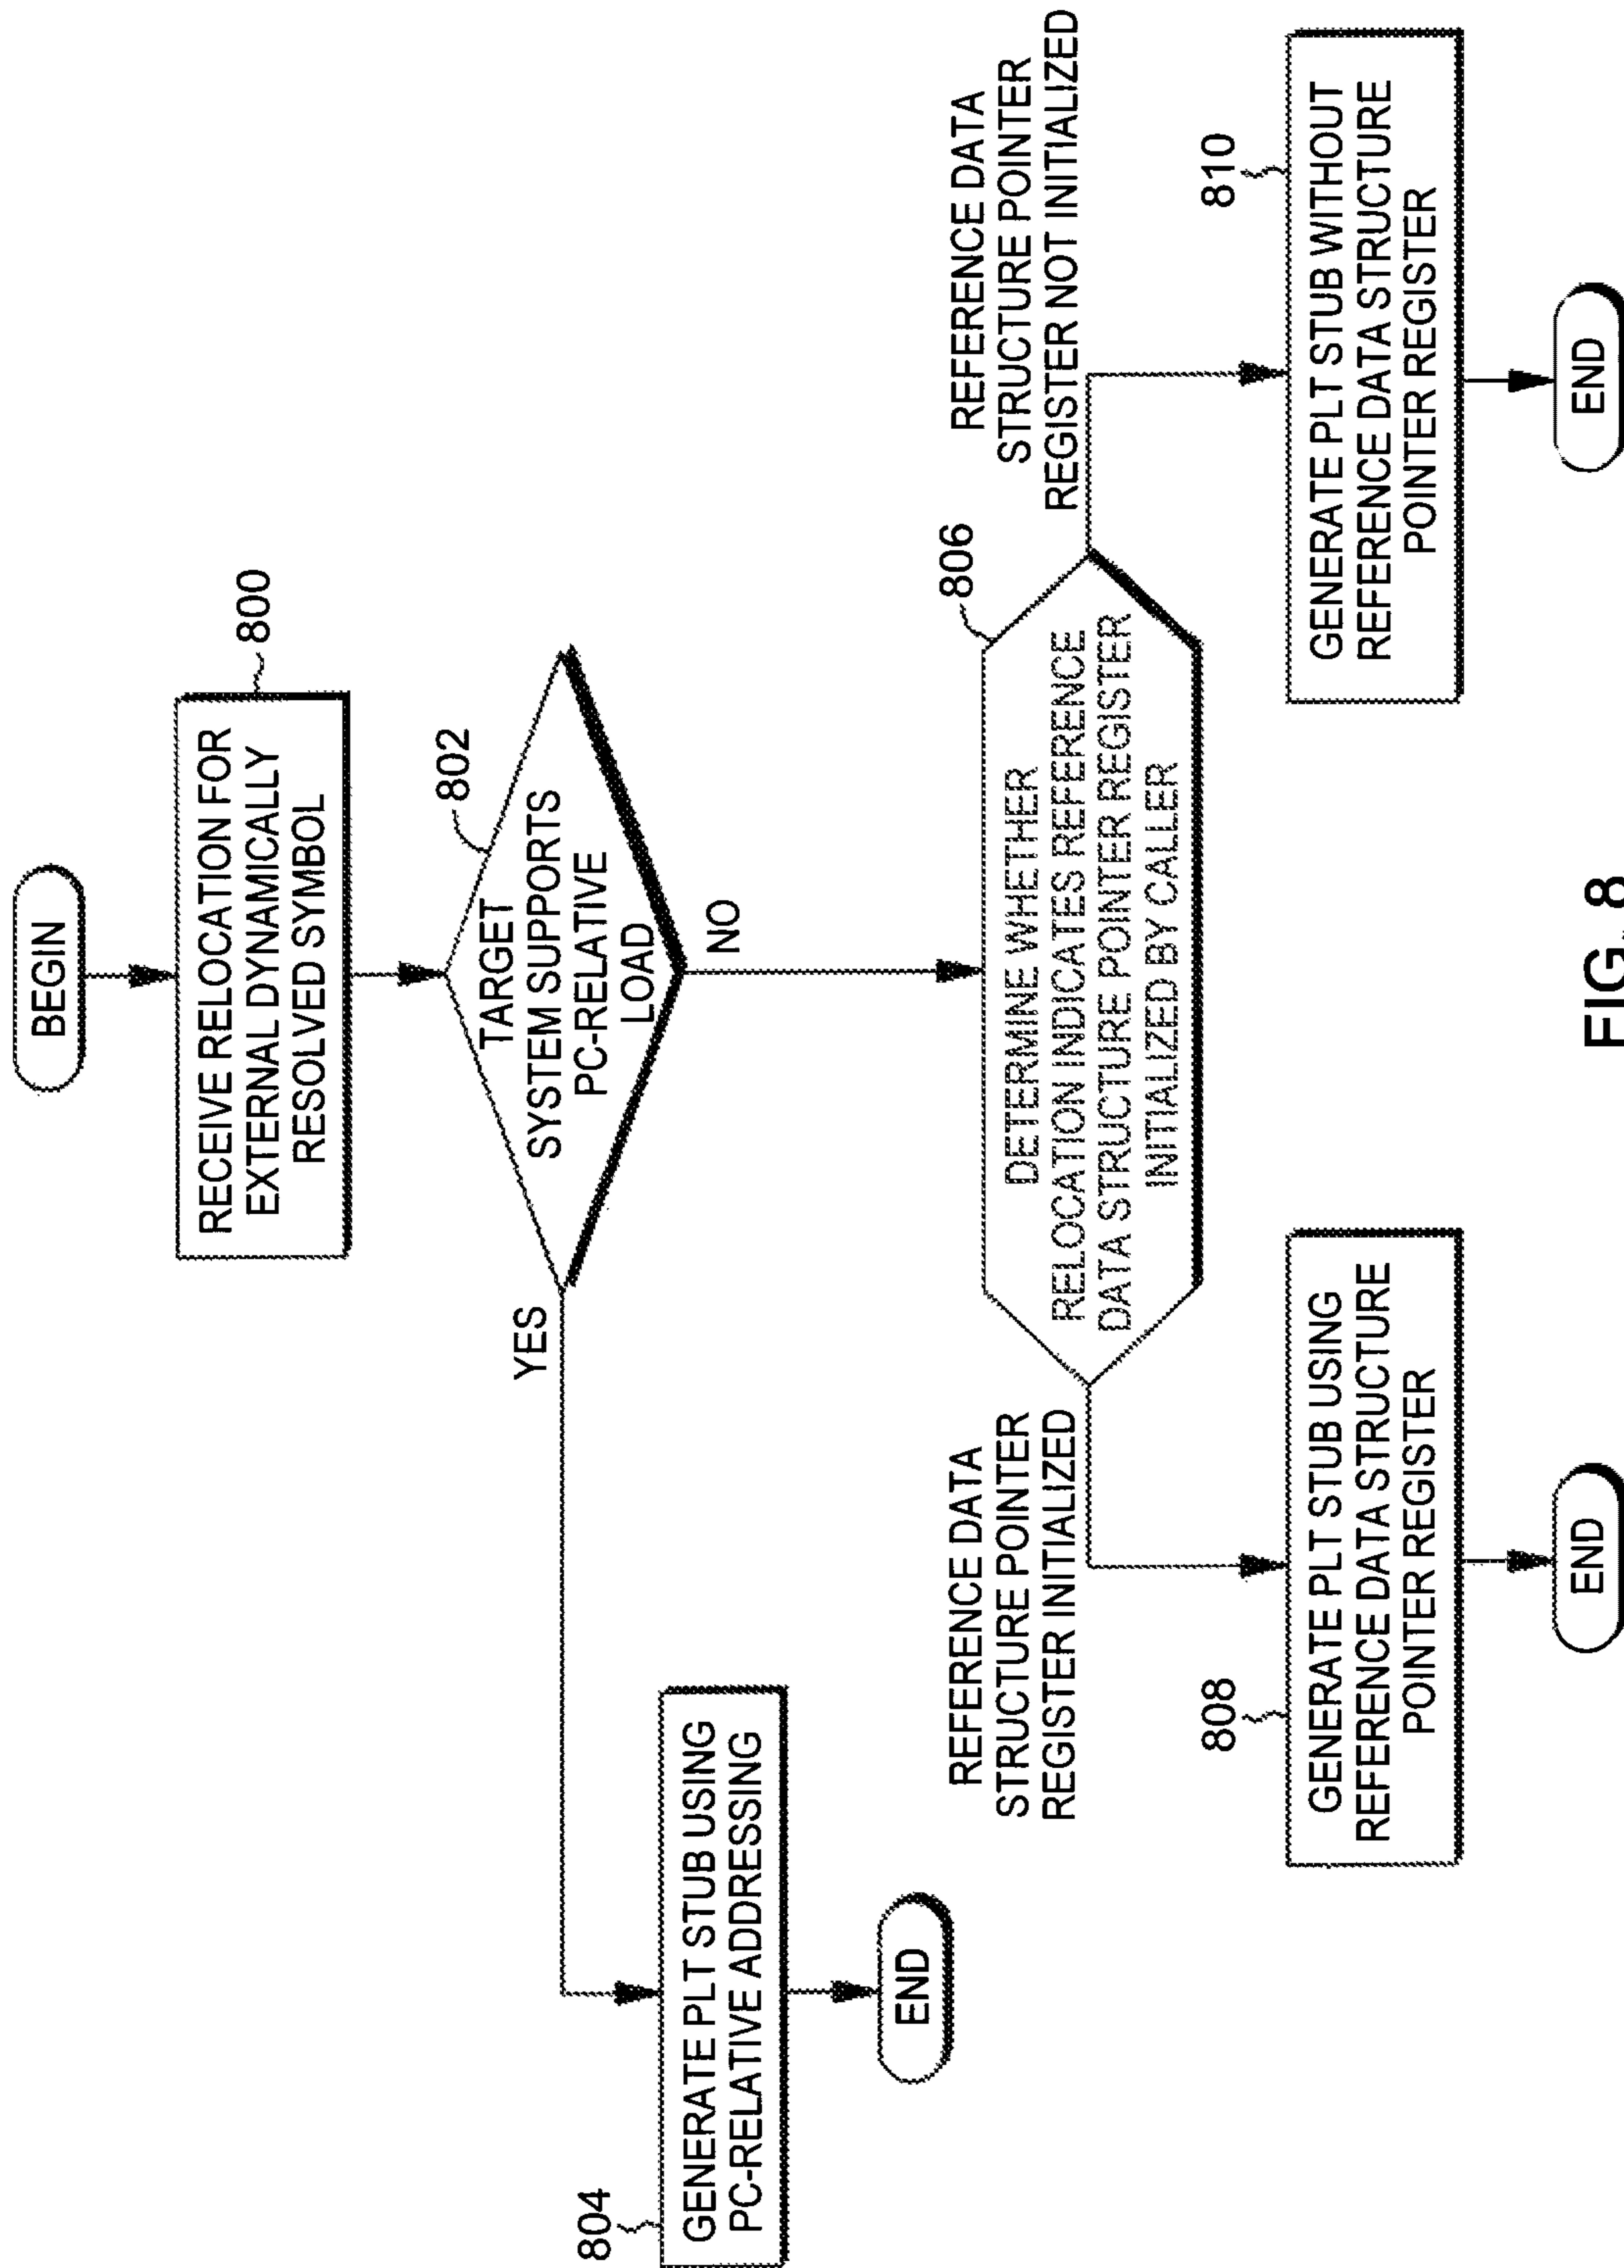 BEGIN
RECEIVE RELOCATION FOR
EXTERNAL DYNAMICALLY
RESOLVED SYMBOL
800
TARGET
SYSTEM SUPPORTS
PC-RELATIVE
LOAD
802
YES
NO
804
GENERATE PLT STUB USING
PC-RELATIVE ADDRESSING
END
DETERMINE WHETHER
RELOCATION INDICATES REFERENCE
DATA STRUCTURE POINTER REGISTER
INITIALIZED BY CALLER
806
REFERENCE DATA
STRUCTURE POINTER
REGISTER INITIALIZED
REFERENCE DATA
STRUCTURE POINTER
REGISTER NOT INITIALIZED
808
GENERATE PLT STUB USING
REFERENCE DATA STRUCTURE
POINTER REGISTER
END
810
GENERATE PLT STUB WITHOUT
REFERENCE DATA STRUCTURE
POINTER REGISTER
END
FIG. 8